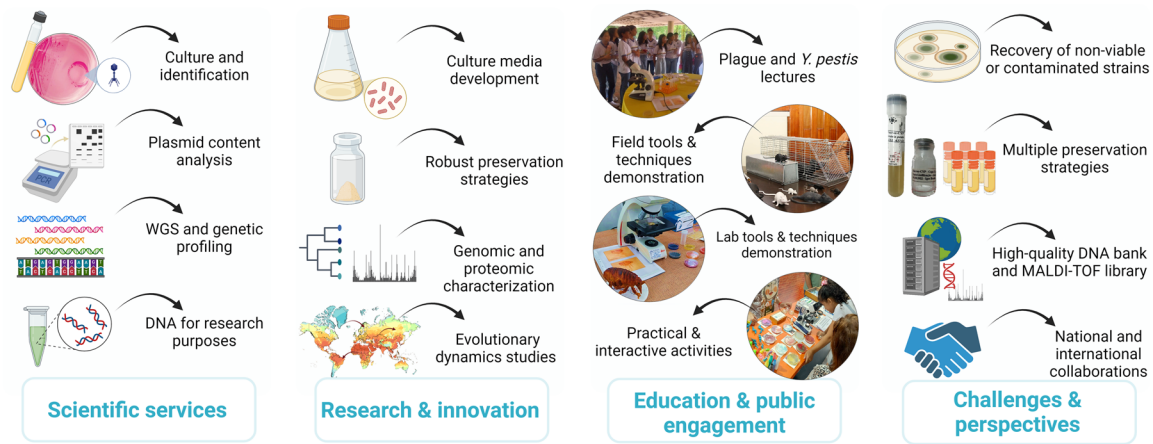 Culture and
identification
Plasmid content
analysis
PCR
WGS and genetic
profiling
DNA for research
purposes
Scientific services
Culture media
development
Robust preservation
strategies
Genomic and
proteomic
characterization
Evolutionary
dynamics studies
Research & innovation
Plague and Y. pestis
lectures
Field tools &
techniques
demonstration
Lab tools & techniques
demonstration
Practical &
interactive activities
Education & public
engagement
Recovery of non-viable
or contaminated strains
Multiple preservation
strategies
High-quality DNA bank
and MALDI-TOF library
National and
international
collaborations
Challenges &
perspectives